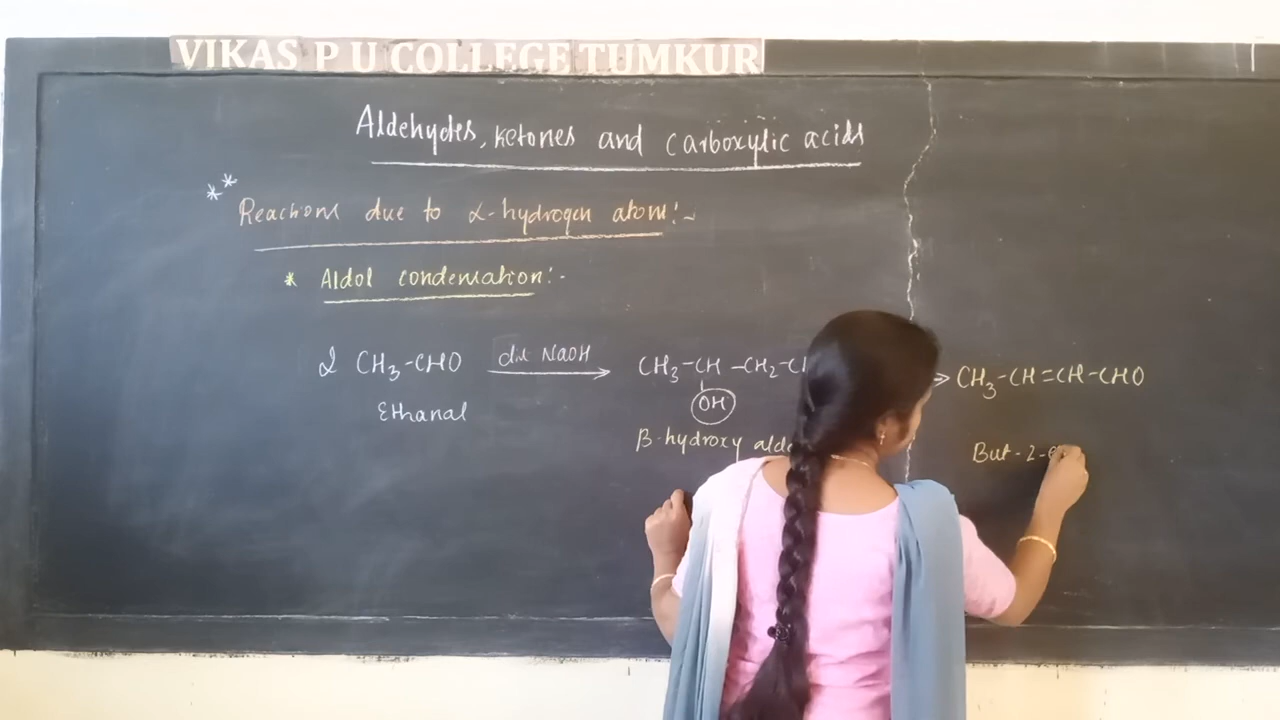 VIKAS P U COLLEGE TUMKUR
Aldehydes, ketones and carboxylic acids
** Reactions due to α-hydrogen atom:-
* Aldol condensation:-
2 CH₃-CHO dil NaOH → CH₃-CH-CH₂-C → CH₃-CH=CH-CHO
OH
Ethanal
β-hydroxy But-2-